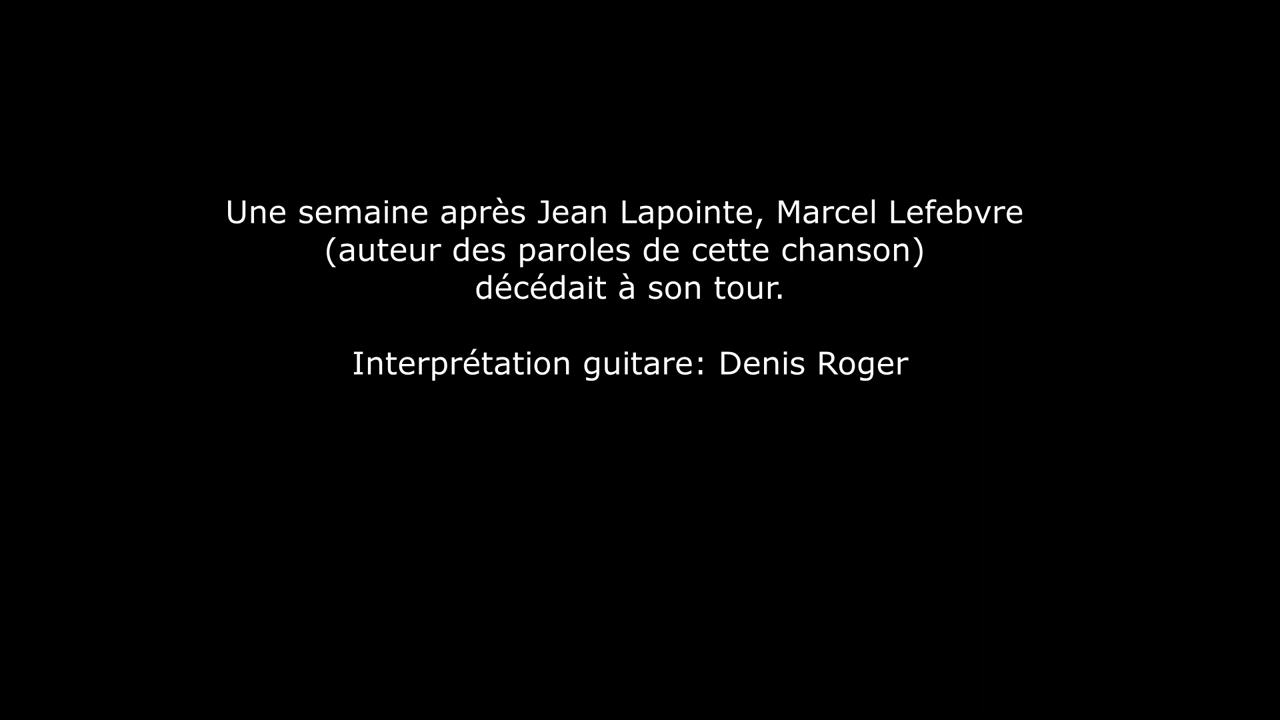 Une semaine après Jean Lapointe, Marcel Lefebvre
(auteur des paroles de cette chanson)
décédait à son tour.
Interprétation guitare: Denis Roger